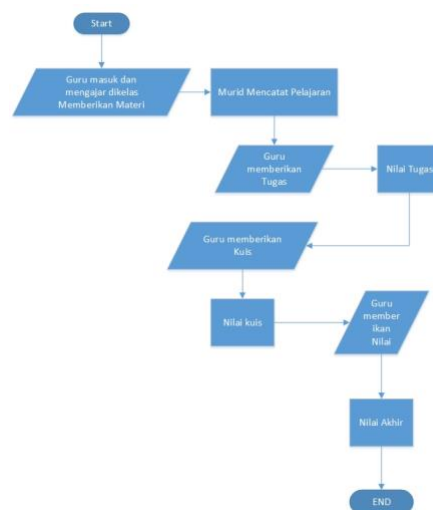 Start
Guru masuk dan
mengajar dikelas
Memberikan Materi
Murid Mencatat Pelajaran
Guru
memberikan
Tugas
Nilai Tugas
Guru memberikan
Kuis
Nilai kuis
Guru
member
ikan
Nilai
Nilai Akhir
END